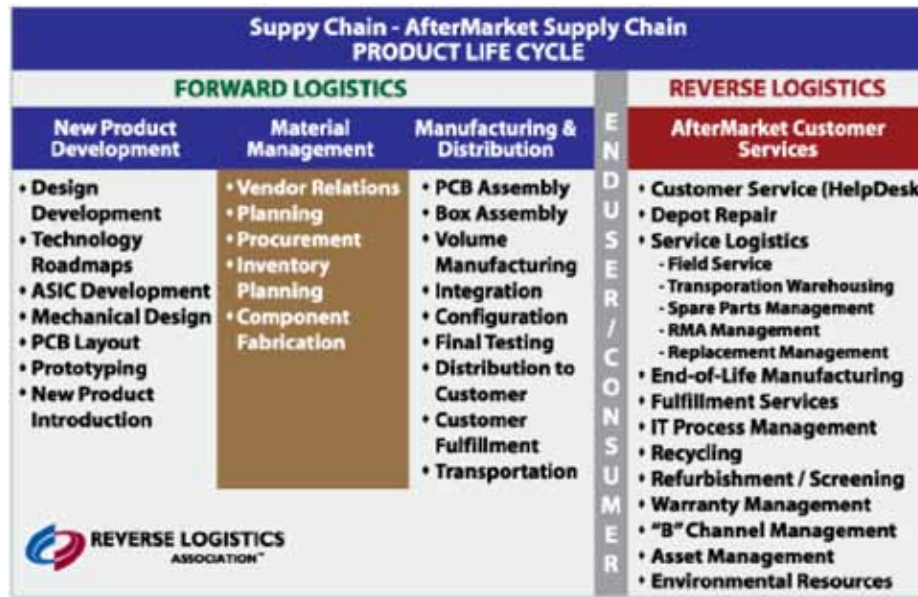 Suppy Chain - AfterMarket Supply Chain
PRODUCT LIFE CYCLE
FORWARD LOGISTICS
New Product
Development
• Design
Development
• Technology
Roadmaps
• ASIC Development
• Mechanical Design
• PCB Layout
• Prototyping
• New Product
Introduction
Material
Management
• Vendor Relations
• Planning
• Procurement
• Inventory
Planning
• Component
Fabrication
Manufacturing &
Distribution
• PCB Assembly
• Box Assembly
• Volume
Manufacturing
• Integration
• Configuration
• Final Testing
• Distribution to
Customer
• Customer
Fulfillment
• Transportation
ENDUSER/CONSUMER
REVERSE LOGISTICS
AfterMarket Customer
Services
• Customer Service (HelpDesk
• Depot Repair
• Service Logistics
- Field Service
- Transporation Warehousing
- Spare Parts Management
- RMA Management
- Replacement Management
• End-of-Life Manufacturing
• Fulfillment Services
• IT Process Management
• Recycling
• Refurbishment / Screening
• Warranty Management
• "B" Channel Management
• Asset Management
• Environmental Resources
REVERSE LOGISTICS
ASSOCIATION™